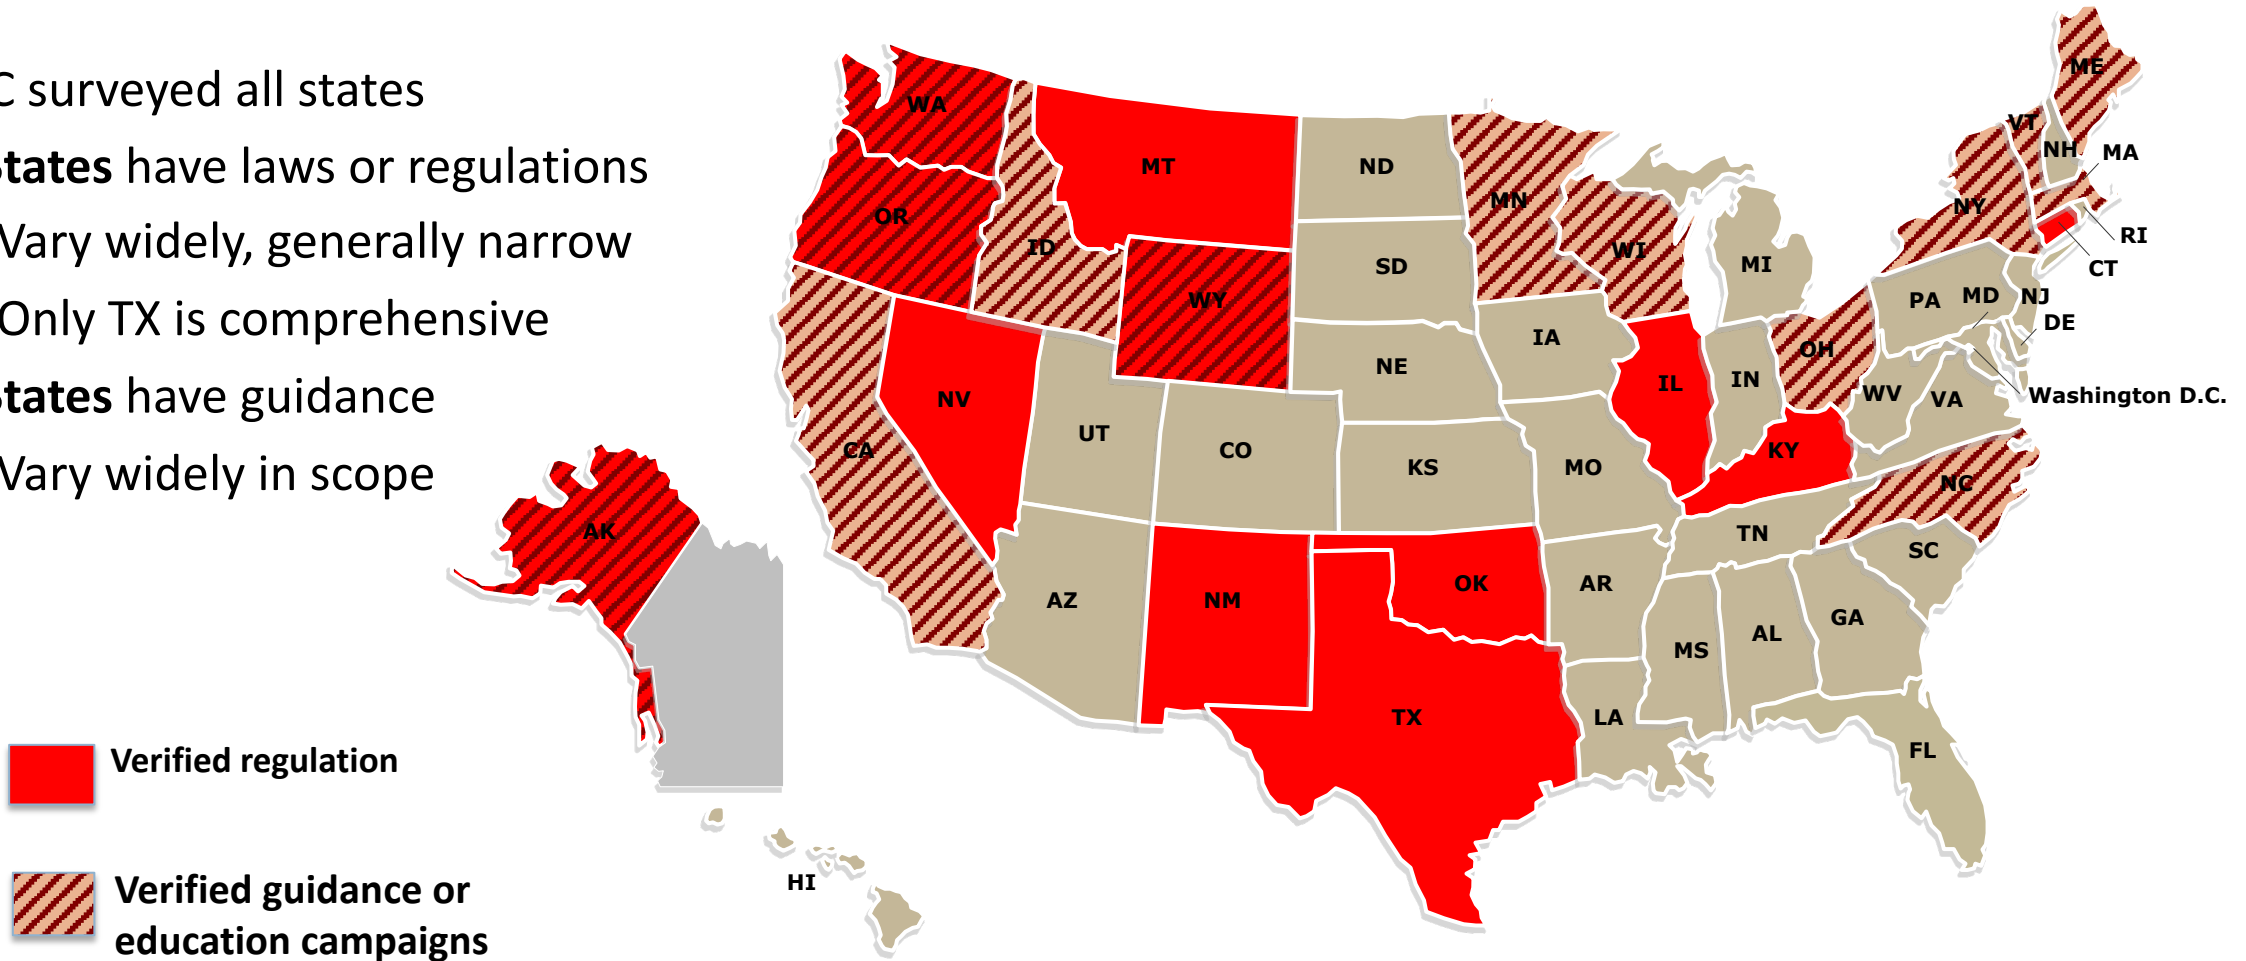 C surveyed all states
States have laws or regulations
Vary widely, generally narrow
Only TX is comprehensive
States have guidance
Vary widely in scope
Verified regulation
Verified guidance or
education campaigns
WA
OR
ID
MT
WY
ND
SD
NE
MN
WI
IA
MI
IL
IN
OH
KY
NV
CA
UT
CO
KS
MO
AZ
NM
OK
TX
AR
LA
TN
MS
AL
GA
FL
SC
NC
VA
WV
PA
MD
NJ
DE
Washington D.C.
NY
VT
NH
ME
MA
RI
CT
AK
HI